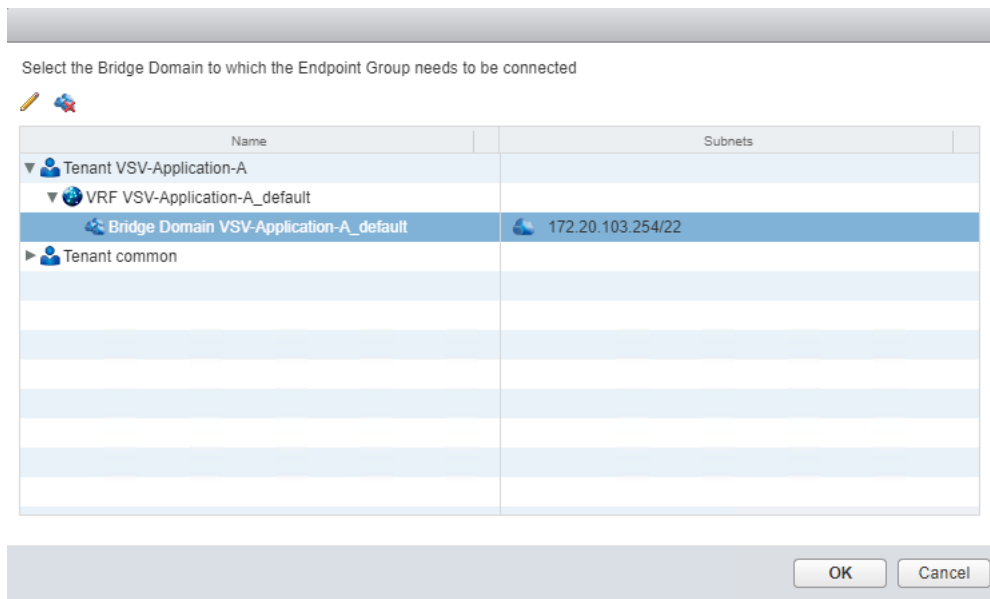 Select the Bridge Domain to which the Endpoint Group needs to be connected
Name Subnets
Tenant VSV-Application-A
VRF VSV-Application-A_default
Bridge Domain VSV-Application-A_default 172.20.103.254/22
Tenant common
OK Cancel